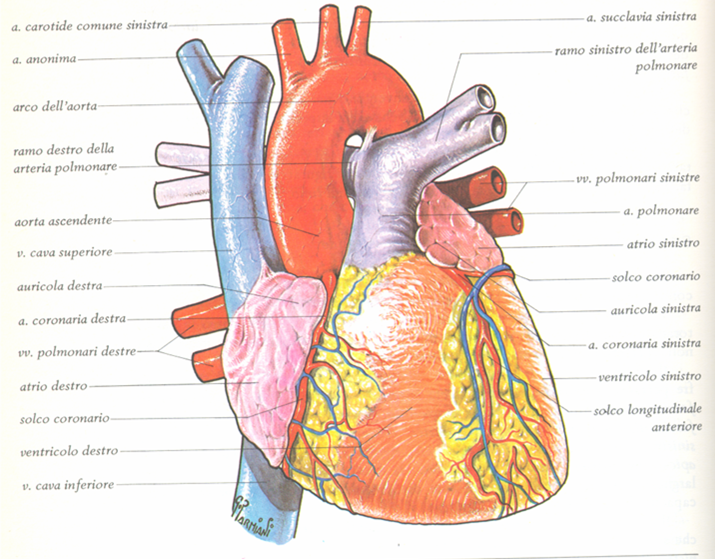 a. carotide comune sinistra
a. anonima
arco dell'aorta
ramo destro della
arteria polmonare
aorta ascendente
v. cava superiore
auricola destra
a. coronaria destra
vv. polmonari destre
atrio destro
solco coronario
ventricolo destro
v. cava inferiore
a. succlavia sinistra
ramo sinistro dell'arteria
polmonare
vv. polmonari sinistre
a. polmonare
atrio sinistro
solco coronario
auricola sinistra
a. coronaria sinistra
ventricolo sinistro
solco longitudinale
anteriore